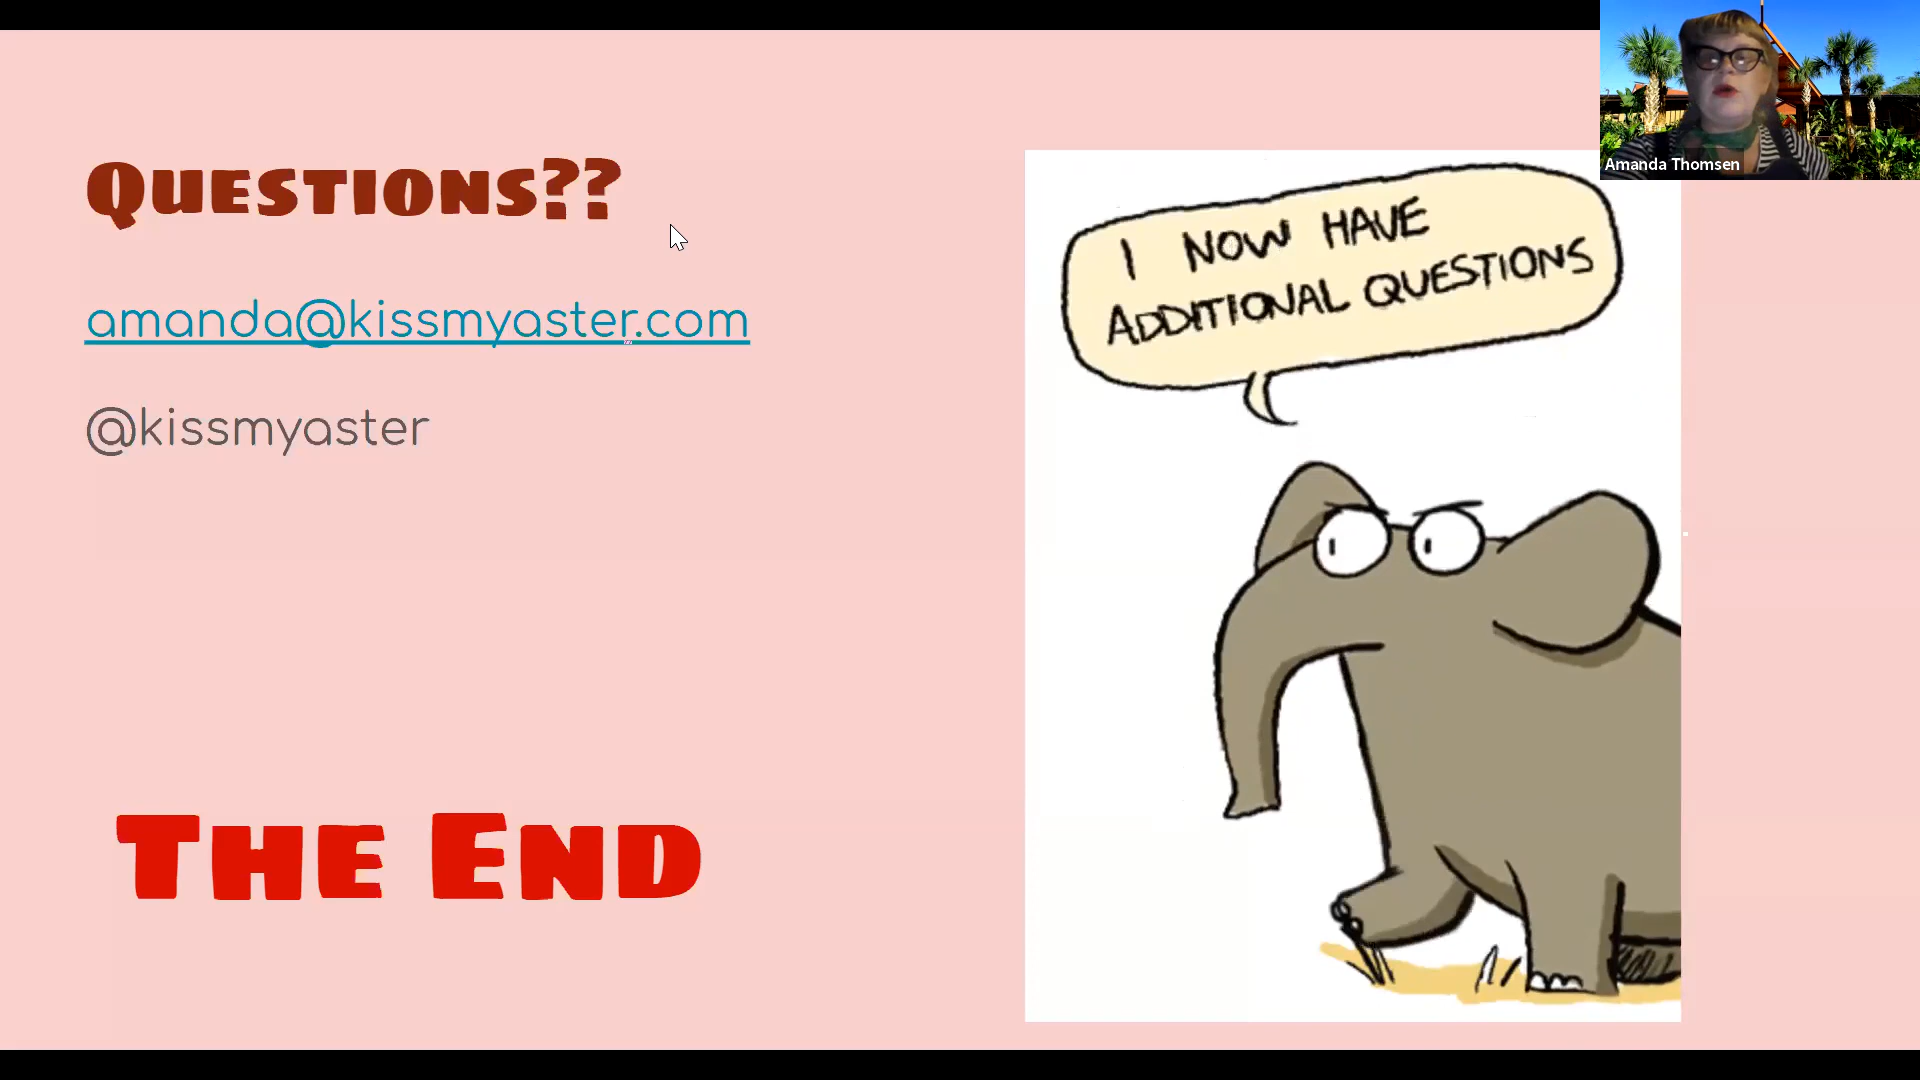 Questions??
amanda@kissmyaster.com
@kissmyaster
The End
I NOW HAVE
ADDITIONAL QUESTIONS
Amanda Thomsen